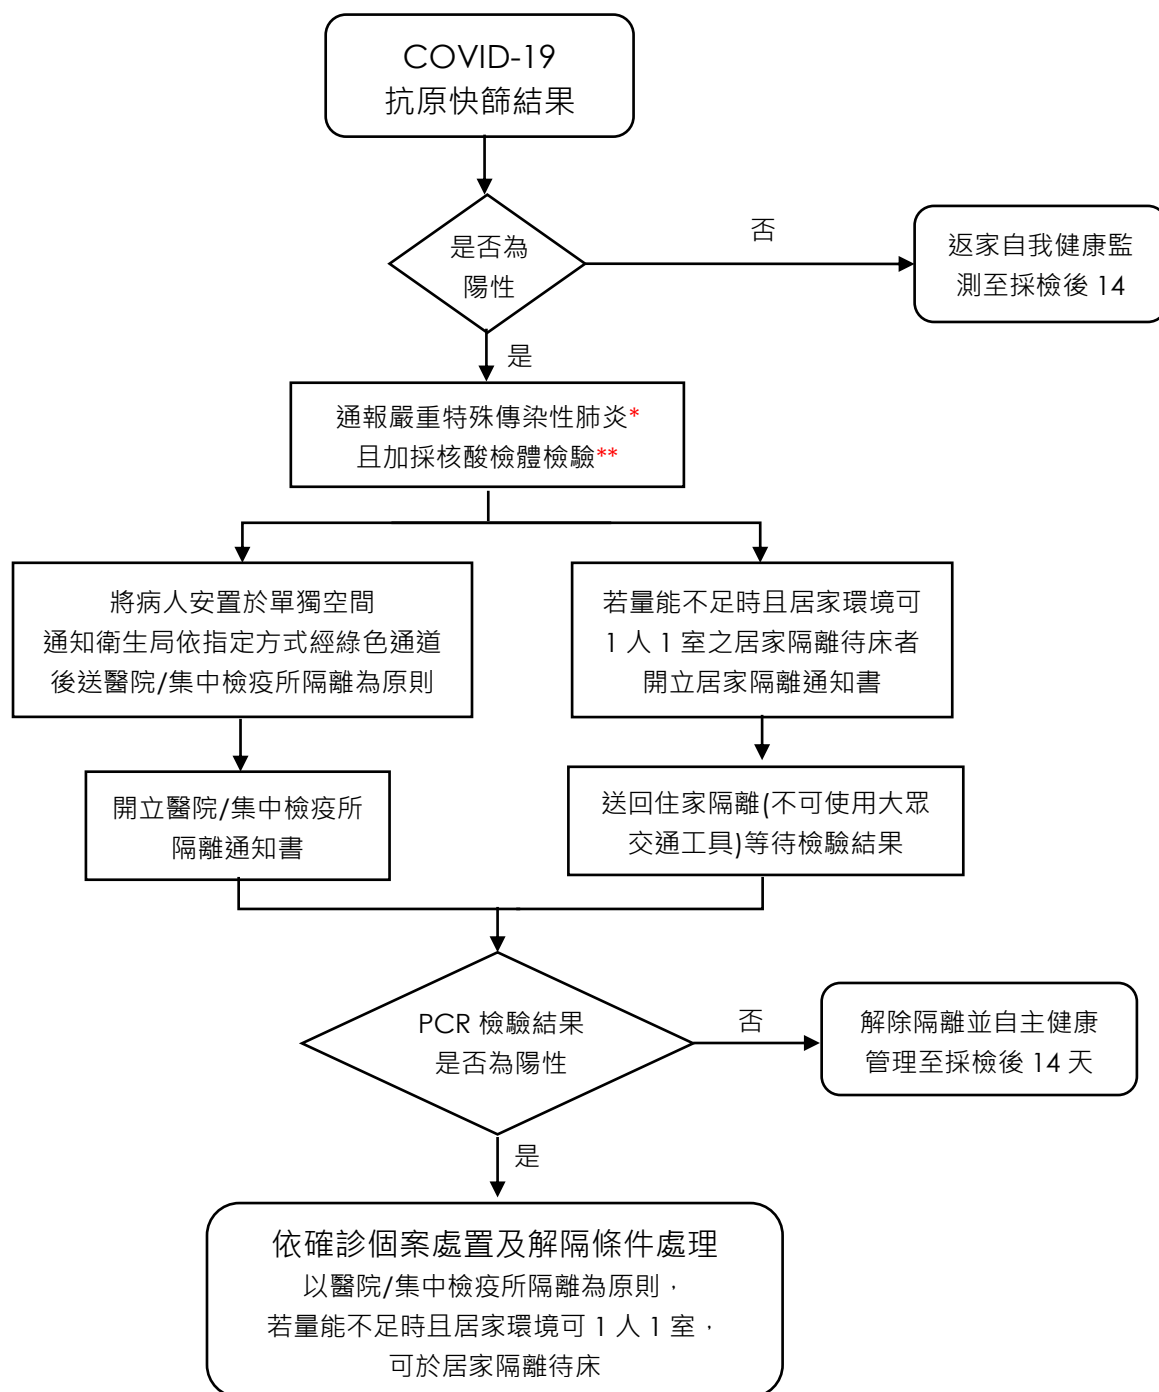 COVID-19
抗原快篩結果
是否為
陽性
否
返家自我健康監
測至採檢後 14
是
通報嚴重特殊傳染性肺炎*
且加採核酸檢體檢驗**
將病人安置於單獨空間
通知衛生局依指定方式經綠色通道
後送醫院/集中檢疫所隔離為原則
若量能不足時且居家環境可
1 人 1 室之居家隔離待床者
開立居家隔離通知書
開立醫院/集中檢疫所
隔離通知書
送回住家隔離(不可使用大眾
交通工具)等待檢驗結果
PCR 檢驗結果
是否為陽性
否
解除隔離並自主健康
管理至採檢後 14 天
是
依確診個案處置及解隔條件處理
以醫院/集中檢疫所隔離為原則，
若量能不足時且居家環境可 1 人 1 室，
可於居家隔離待床